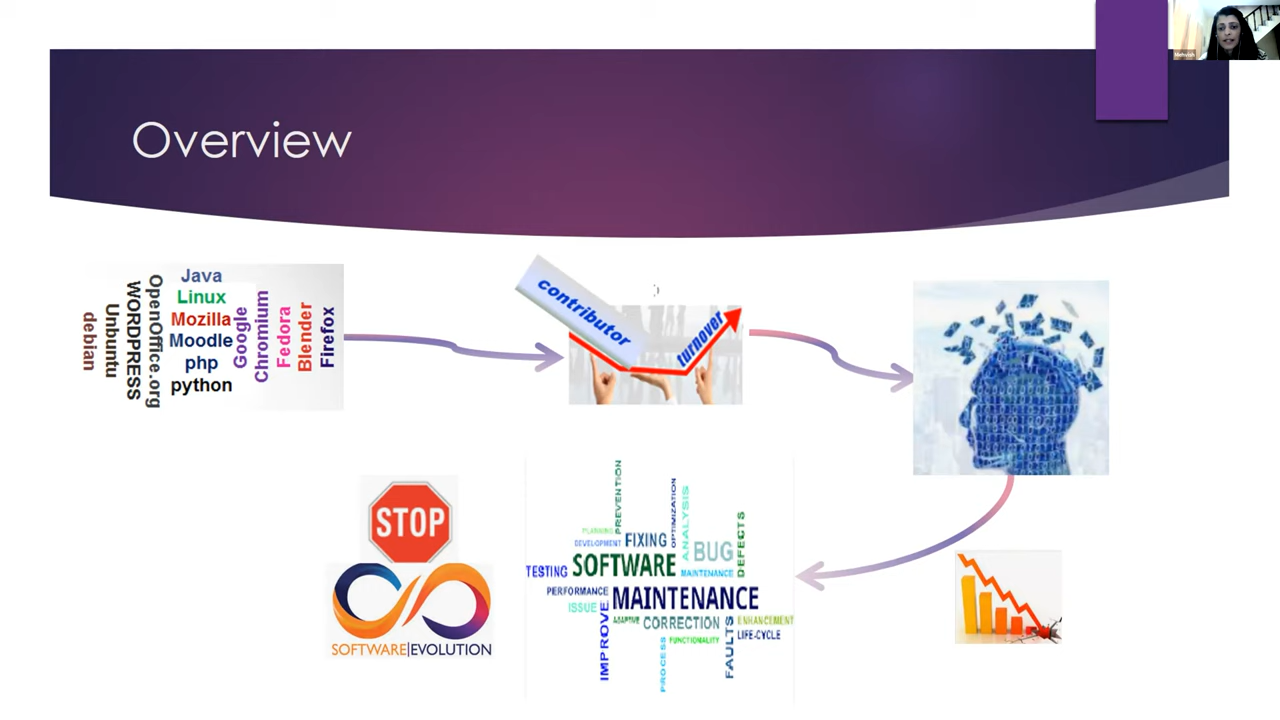 Overview
debian
Unbuntu
WORDPRESS
OpenOffice.org
Java
Linux
Mozilla
Moodle
php
python
Google
Chromium
Fedora
Blender
Firefox
contributor
turnover
STOP
SOFTWARE|EVOLUTION
PREVENTION
OPTIMIZATION
ANALYSIS
PLANNING
DEVELOPMENT
FIXING
BUG
DEFECTS
TESTING
SOFTWARE
MAINTENANCE
PERFORMANCE
MAINTENANCE
ISSUE
IMPROVE
ADAPTIVE
CORRECTION
ENHANCEMENT
FUNCTIONALITY
FAULTS
LIFE-CYCLE
PROCESS